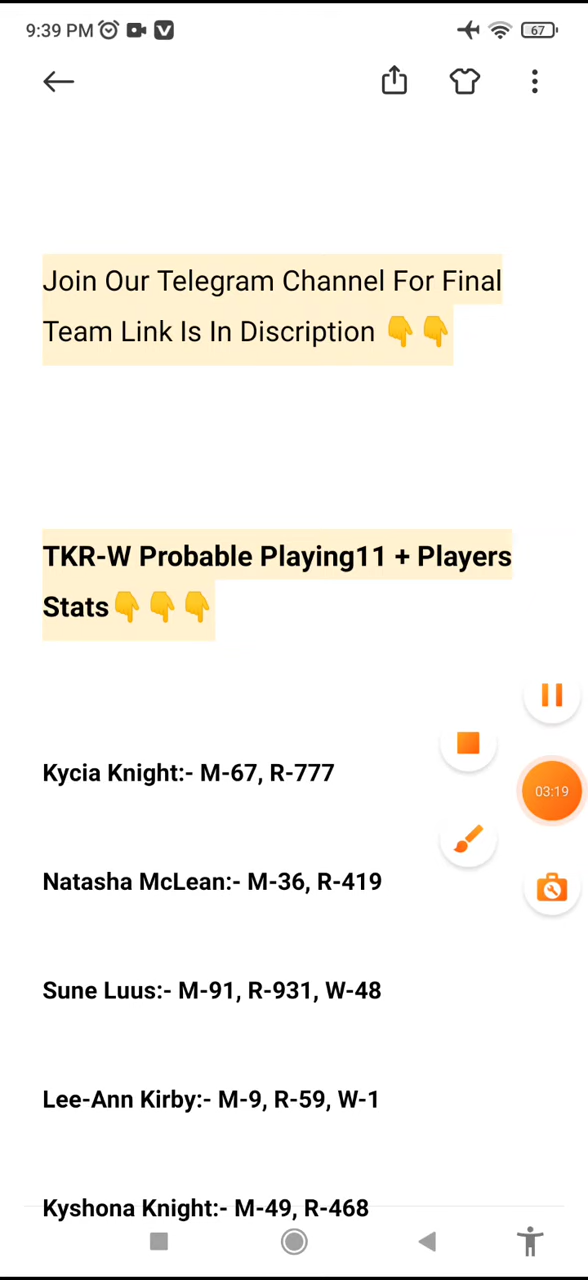 9:39 PM
67
Join Our Telegram Channel For Final
Team Link Is In Discription 👇👇
TKR-W Probable Playing11 + Players
Stats👇👇👇
Kycia Knight:- M-67, R-777
03:19
Natasha McLean:- M-36, R-419
Sune Luus:- M-91, R-931, W-48
Lee-Ann Kirby:- M-9, R-59, W-1
Kyshona Knight:- M-49, R-468